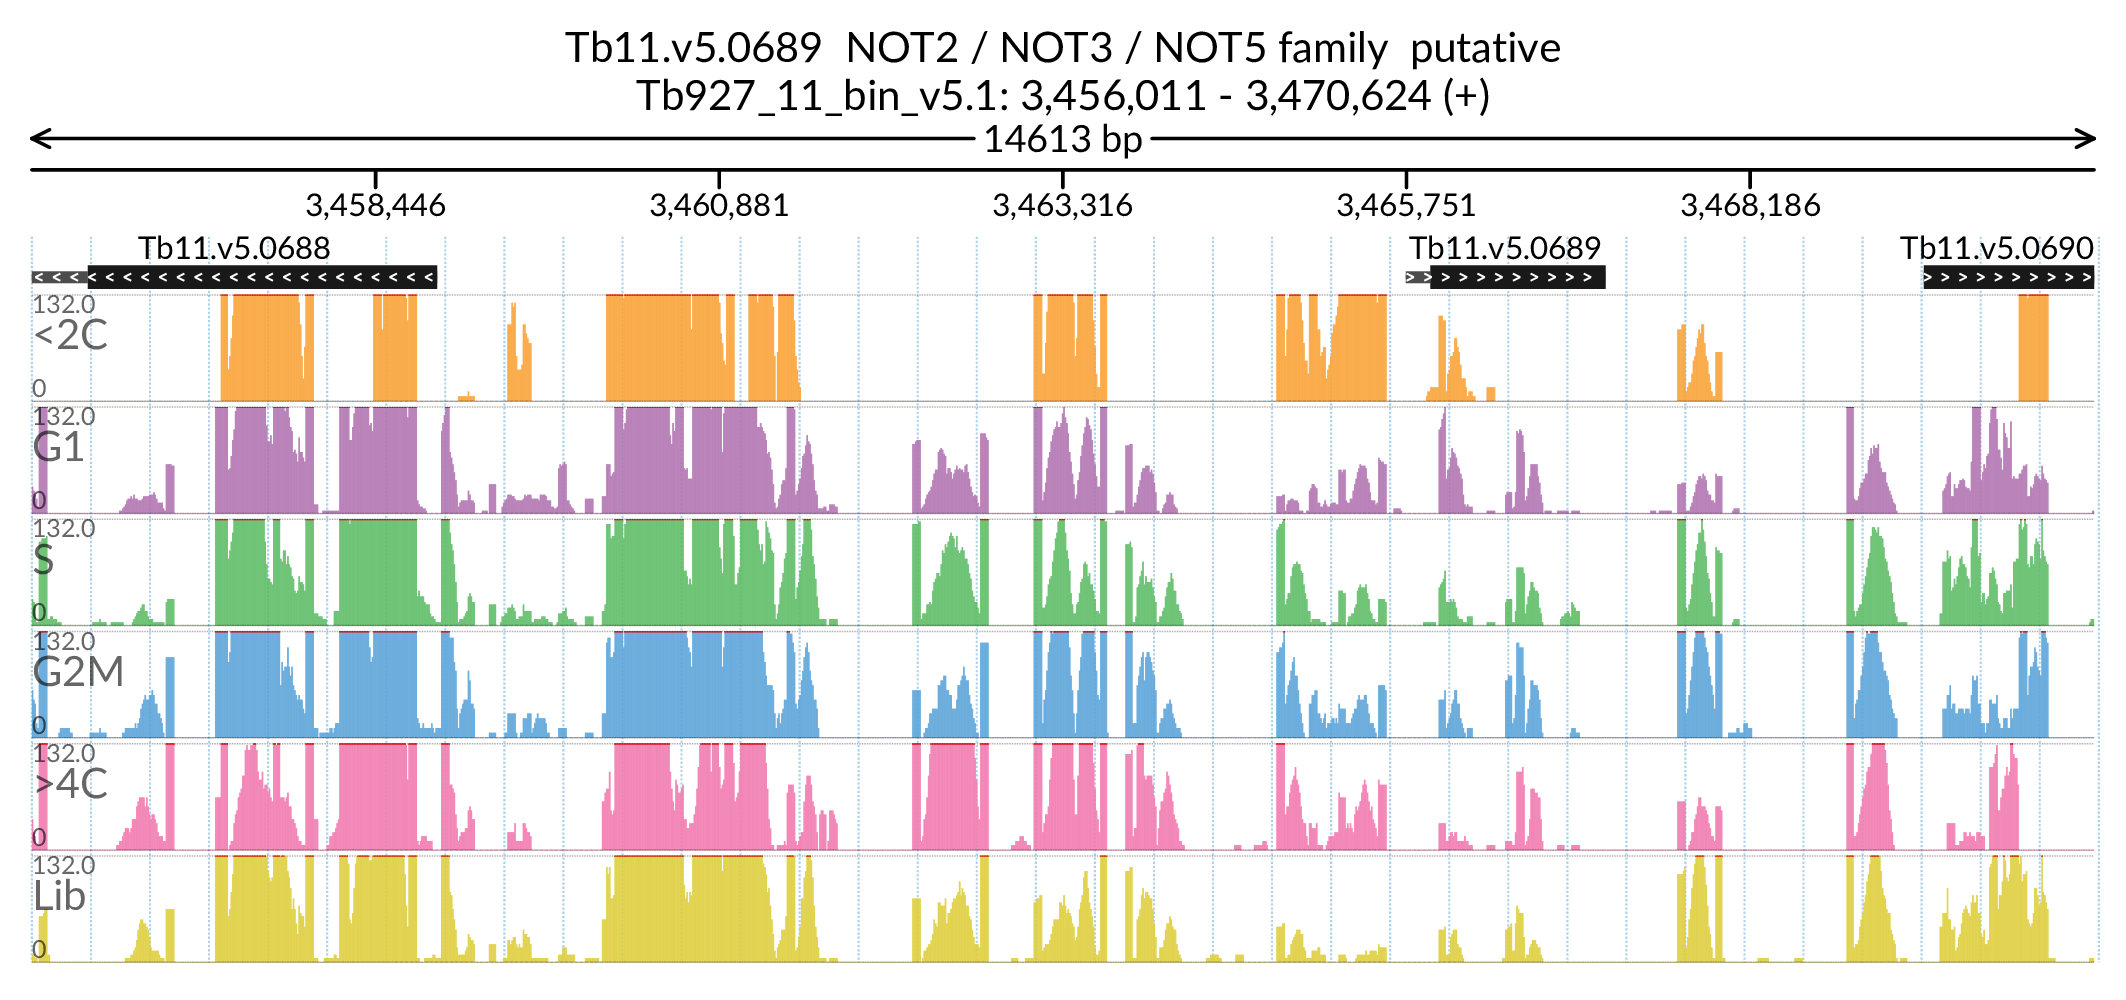 Tb11.v5.0689 NOT2 / NOT3 / NOT5 family putative
Tb927_11_bin_v5.1: 3,456,011 - 3,470,624 (+)
14613 bp
3,458,446 3,460,881 3,463,316 3,465,751 3,468,186
Tb11.v5.0688 Tb11.v5.0689 Tb11.v5.0690
132.0
<2C
0
132.0
G1
0
132.0
S
0
132.0
G2M
0
132.0
>4C
0
132.0
Lib
0